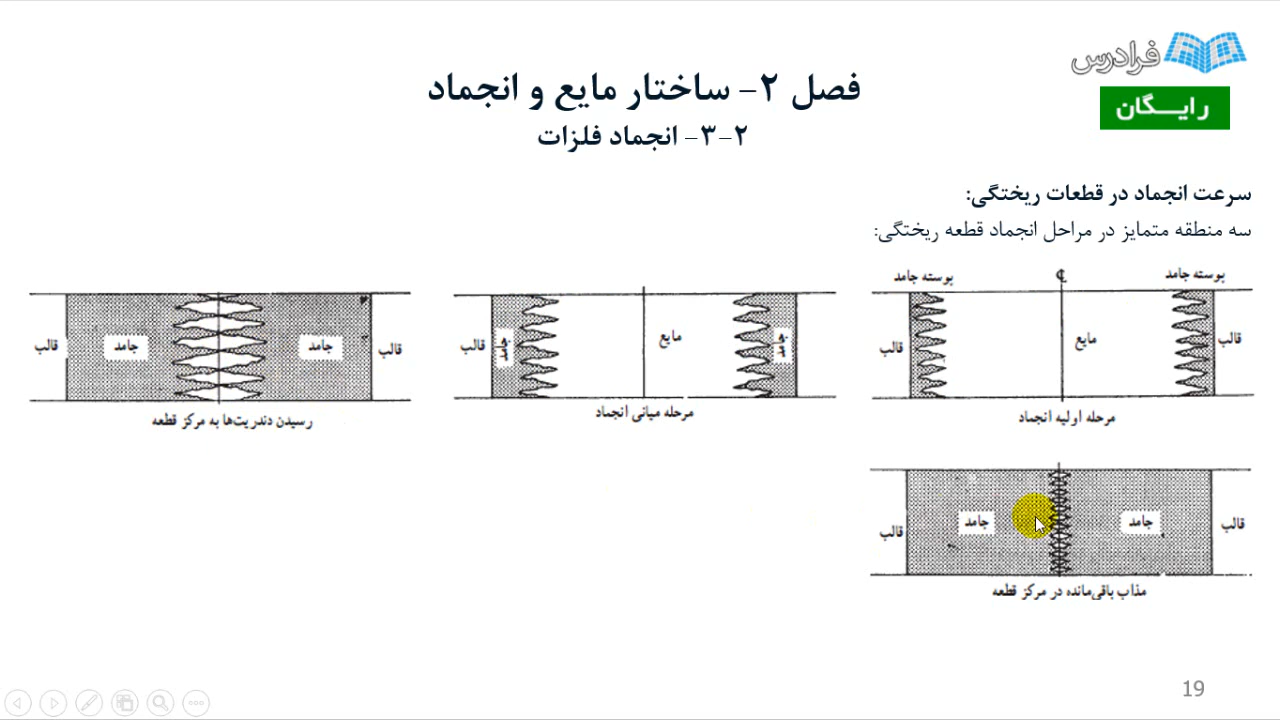 فرادرس
رایـــگان
فصل ۲- ساختار مایع و انجماد
۲-۳- انجماد فلزات
سرعت انجماد در قطعات ریختگی:
سه منطقه متمایز در مراحل انجماد قطعه ریختگی:
پوسته جامد
℄
پوسته جامد
قالب
مایع
قالب
مرحله اولیه انجماد
جامد
مایع
جامد
قالب
مرحله میانی انجماد
قالب
جامد
جامد
قالب
رسیدن دندریت‌ها به مرکز قطعه
قالب
جامد
جامد
قالب
مذاب باقی‌مانده در مرکز قطعه
19